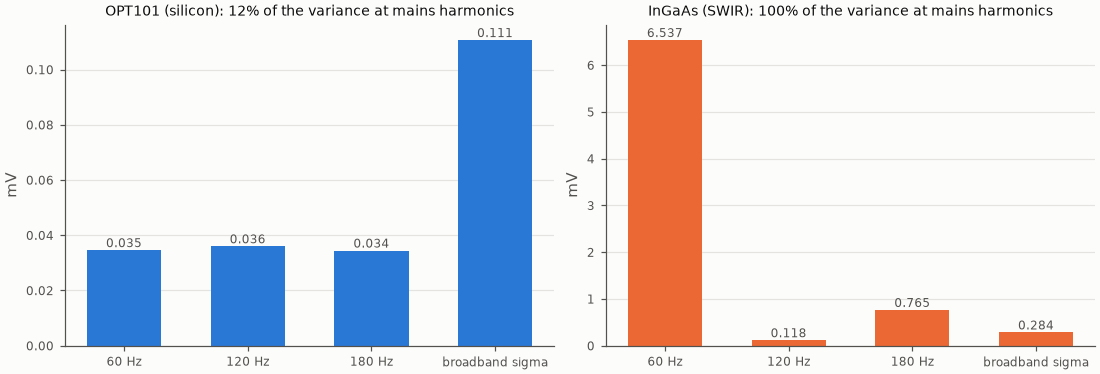 OPT101 (silicon): 12% of the variance at mains harmonics
mV
0.10
0.08
0.06
0.04
0.02
0.00
0.035
0.036
0.034
0.111
60 Hz
120 Hz
180 Hz
broadband sigma
InGaAs (SWIR): 100% of the variance at mains harmonics
mV
6
5
4
3
2
1
0
6.537
0.118
0.765
0.284
60 Hz
120 Hz
180 Hz
broadband sigma